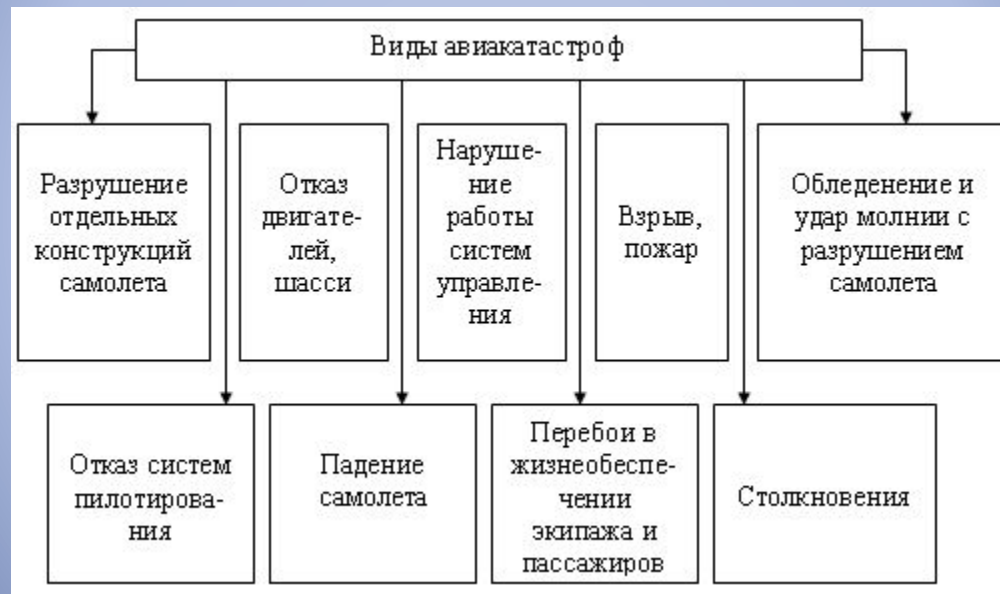 Виды авиакатастроф
Разрушение
отдельных
конструкций
самолета
Отказ
двигате-
лей,
шасси
Наруше-
ние
работы
систем
управле-
ния
Взрыв,
пожар
Обледенение и
удар молнии с
разрушением
самолета
Отказ систем
пилотирова-
ния
Падение
самолета
Перебои в
жизнеобеспе-
чении
экипажа и
пассажиров
Столкновения